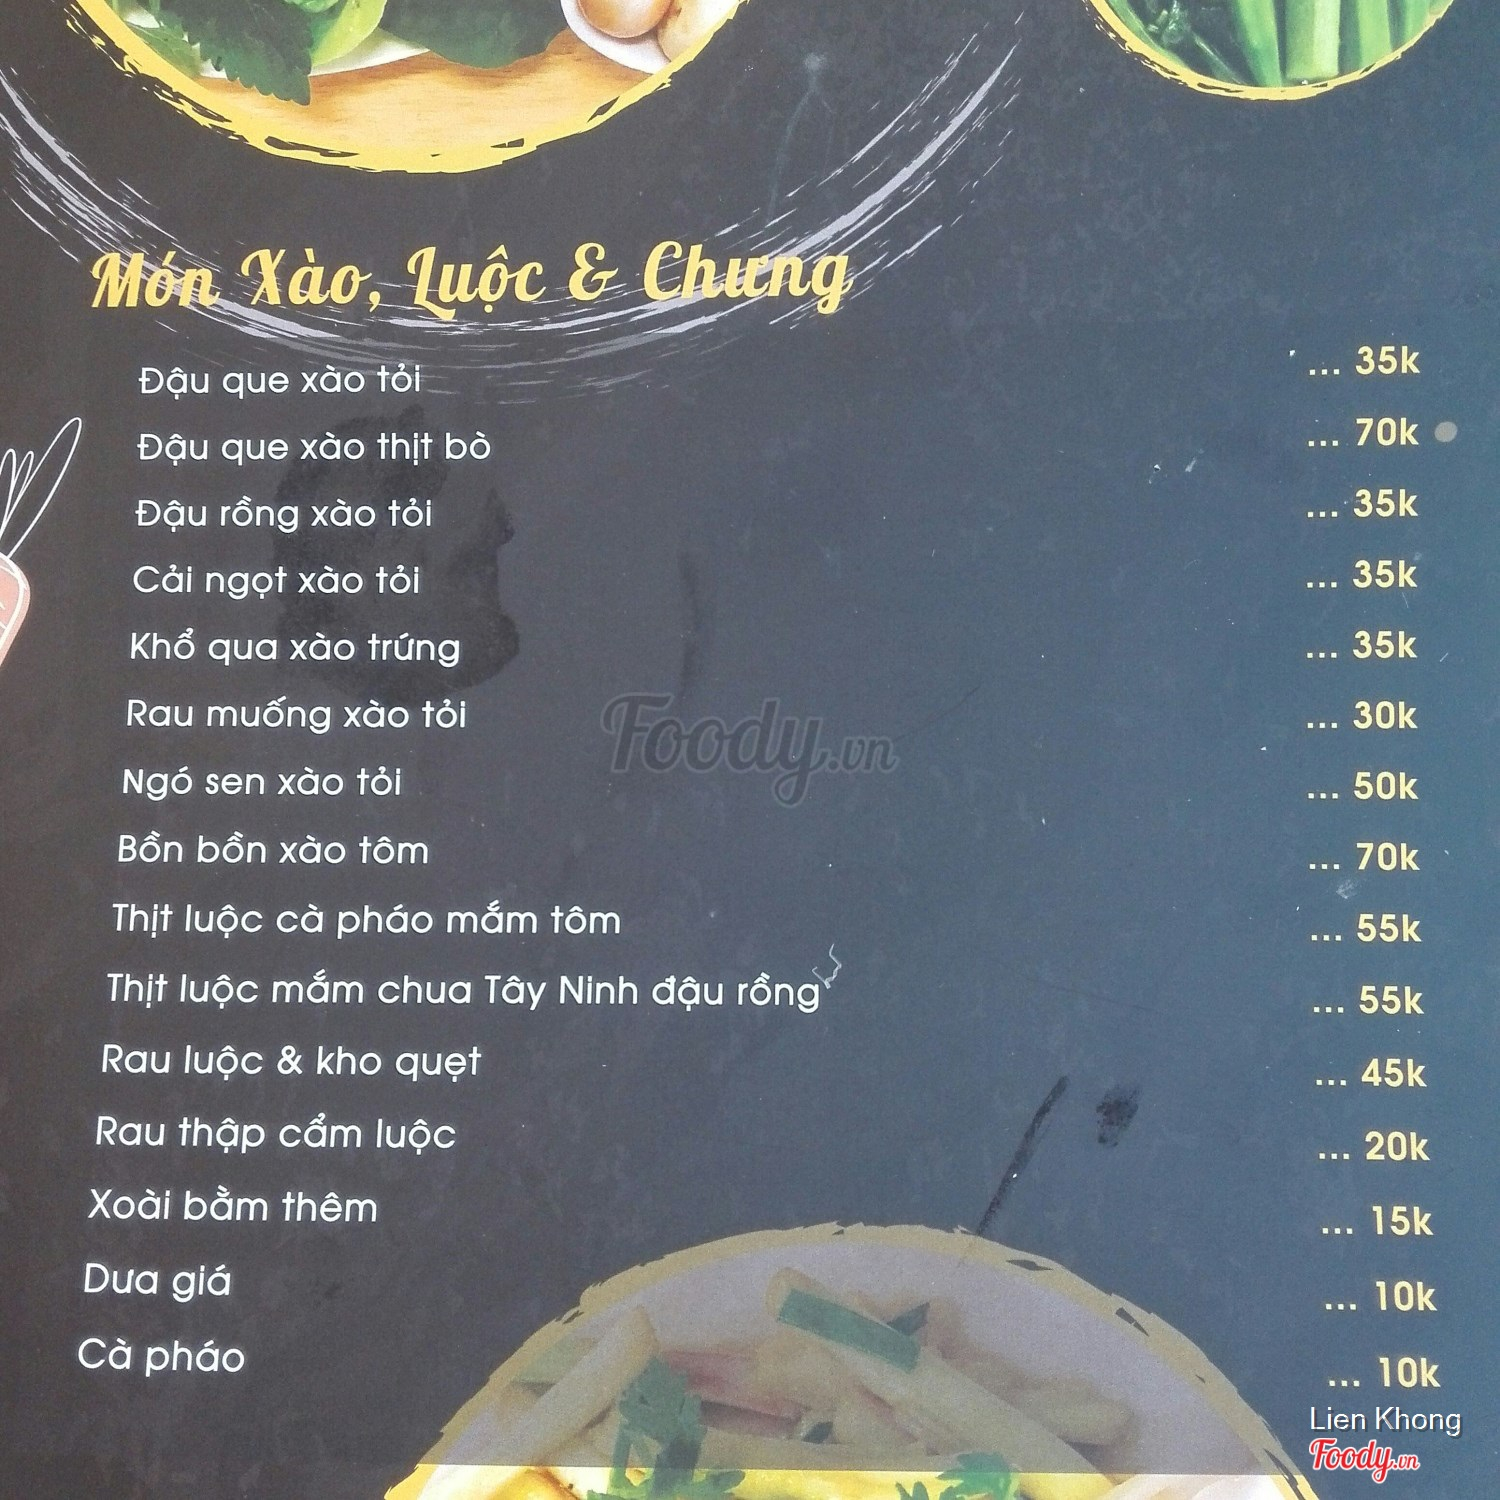 Món Xào, Luộc & Chưng
Đậu que xào tỏi ... 35k
Đậu que xào thịt bò ... 70k
Đậu rồng xào tỏi ... 35k
Cải ngọt xào tỏi ... 35k
Khổ qua xào trứng ... 35k
Rau muống xào tỏi ... 30k
Foody.vn
Ngó sen xào tỏi ... 50k
Bồn bồn xào tôm ... 70k
Thịt luộc cà pháo mắm tôm ... 55k
Thịt luộc mắm chua Tây Ninh đậu rồng ... 55k
Rau luộc & kho quẹt ... 45k
Rau thập cẩm luộc ... 20k
Xoài bằm thêm ... 15k
Dưa giá ... 10k
Cà pháo ... 10k
Lien Khong
Foody.vn